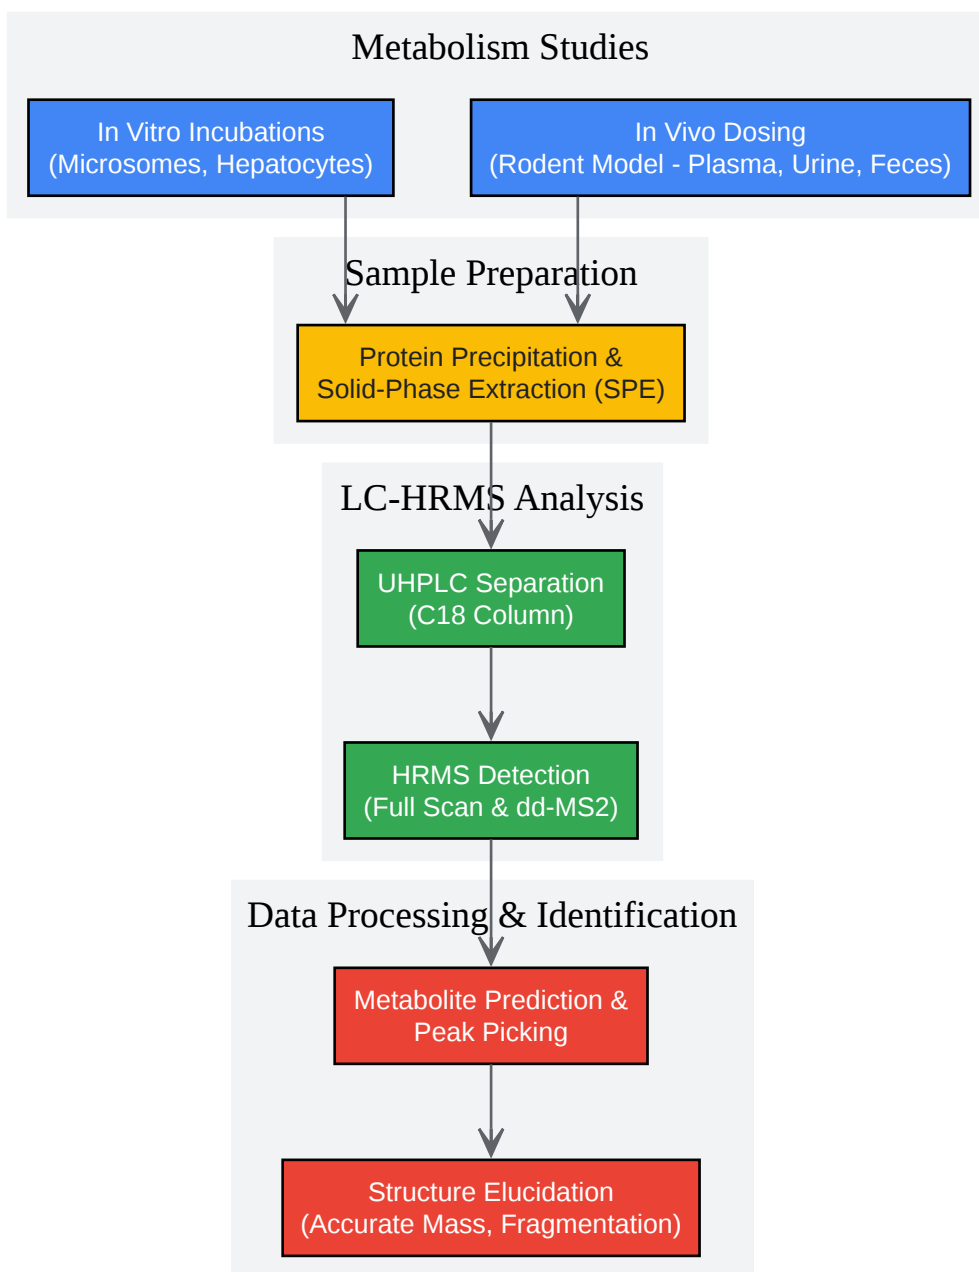 Metabolism Studies
In Vitro Incubations
(Microsomes, Hepatocytes)
In Vivo Dosing
(Rodent Model - Plasma, Urine, Feces)
Sample Preparation
Protein Precipitation &
Solid-Phase Extraction (SPE)
LC-HRMS Analysis
UHPLC Separation
(C18 Column)
HRMS Detection
(Full Scan & dd-MS2)
Data Processing & Identification
Metabolite Prediction &
Peak Picking
Structure Elucidation
(Accurate Mass, Fragmentation)